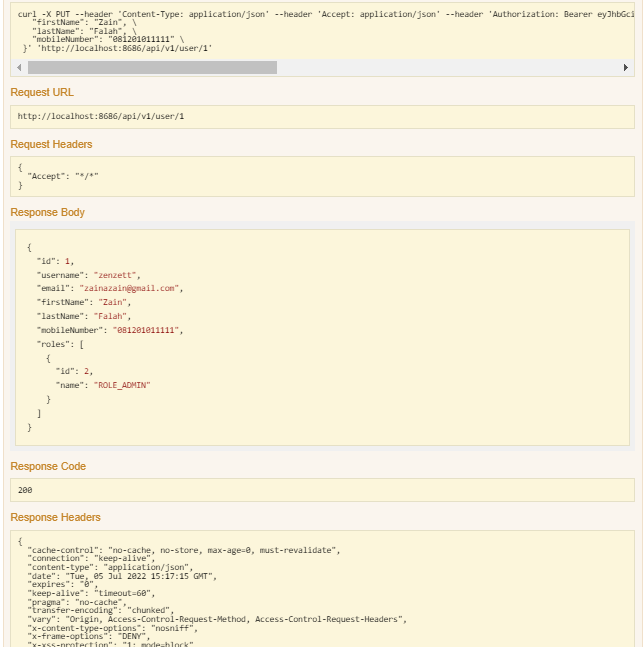 curl -X PUT --header 'Content-Type: application/json' --header 'Accept: application/json' --header 'Authorization: Bearer eyJhbGci
"firstName": "Zain", \
"lastName": "Falah", \
"mobileNumber": "081201011111" \
}' 'http://localhost:8686/api/v1/user/1'
Request URL
http://localhost:8686/api/v1/user/1
Request Headers
{
"Accept": "*/*"
}
Response Body
{
"id": 1,
"username": "zenzett",
"email": "zainazain@gmail.com",
"firstName": "Zain",
"lastName": "Falah",
"mobileNumber": "081201011111",
"roles": [
{
"id": 2,
"name": "ROLE_ADMIN"
}
]
}
Response Code
200
Response Headers
{
"cache-control": "no-cache, no-store, max-age=0, must-revalidate",
"connection": "keep-alive",
"content-type": "application/json",
"date": "Tue, 05 Jul 2022 15:17:15 GMT",
"expires": "0",
"keep-alive": "timeout=60",
"pragma": "no-cache",
"transfer-encoding": "chunked",
"vary": "Origin, Access-Control-Request-Method, Access-Control-Request-Headers",
"x-content-type-options": "nosniff",
"x-frame-options": "DENY",
"x-xss-protection": "1; mode=block"